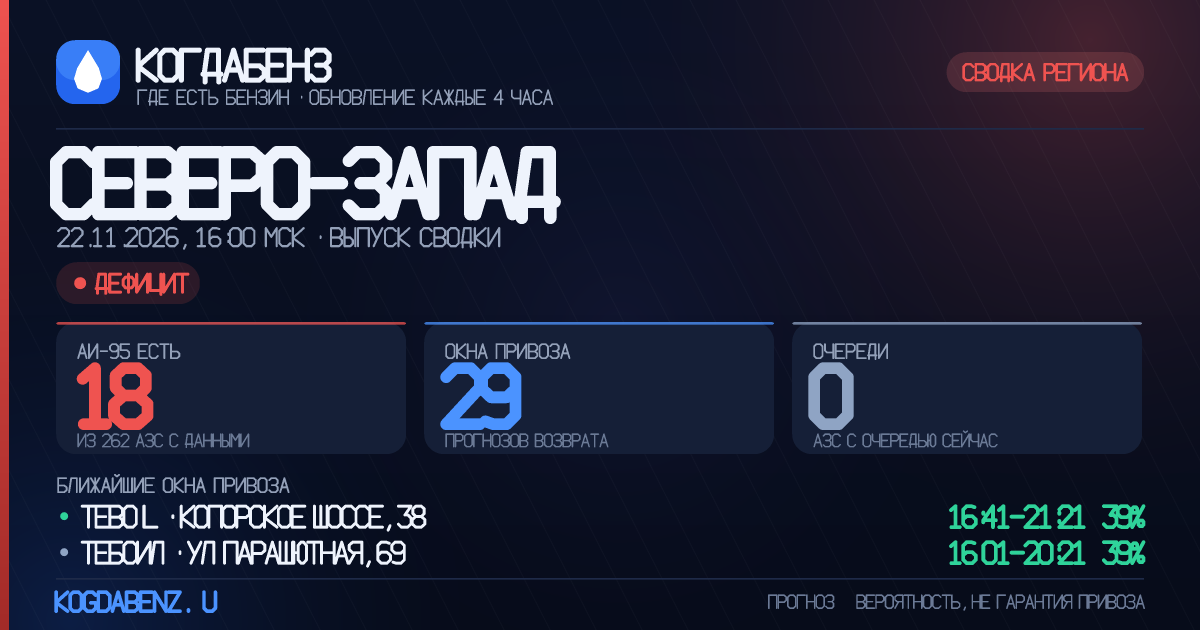 КОГДАБЕНЗ
ГДЕ ЕСТЬ БЕНЗИН · ОБНОВЛЕНИЕ КАЖДЫЕ 4 ЧАСА
СВОДКА РЕГИОНА
СЕВЕРО-ЗАПАД
22.11.2026, 16:00 МСК · ВЫПУСК СВОДКИ
ДЕФИЦИТ
АИ-95 ЕСТЬ
18
ИЗ 262 АЗС С ДАННЫМИ
ОКНА ПРИВОЗА
29
ПРОГНОЗОВ ВОЗВРАТА
ОЧЕРЕДИ
0
АЗС С ОЧЕРЕДЬЮ СЕЙЧАС
БЛИЖАЙШИЕ ОКНА ПРИВОЗА
• TEBO L · КОПОРСКОЕ ШОССЕ, 38 16:41-21:21 39%
• ТЕБОИЛ · УЛ ПАРАШЮТНАЯ, 69 16:01-20:21 39%
KOGDABENZ. U
ПРОГНОЗ ВЕРОЯТНОСТЬ, НЕ ГАРАНТИЯ ПРИВОЗА